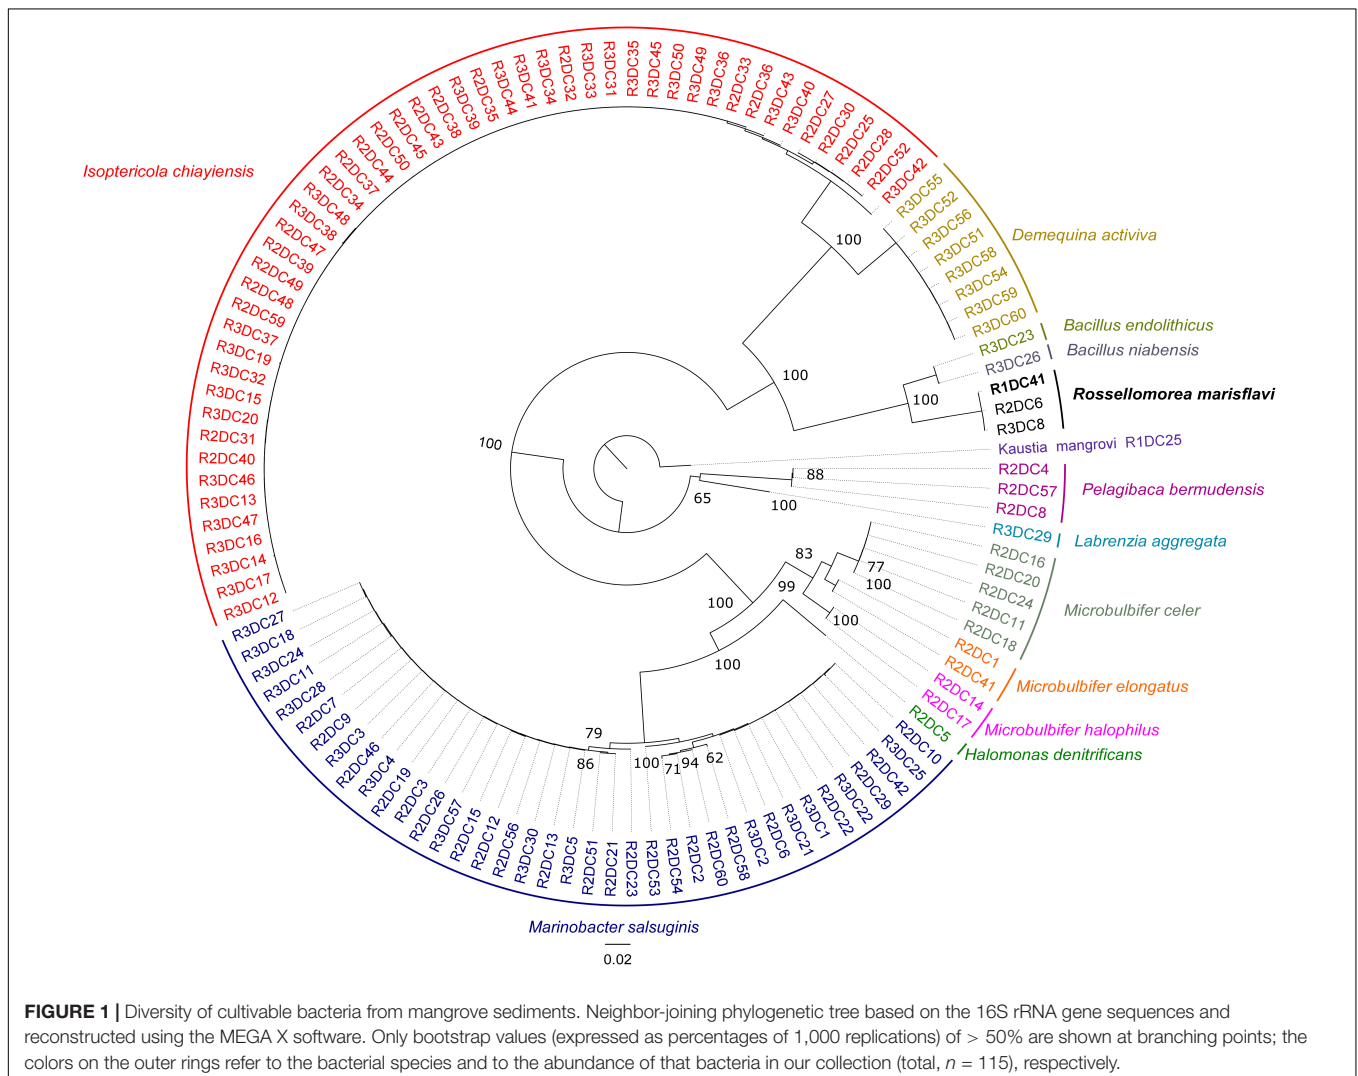 R3DC35
R3DC45
R3DC50
R3DC49
R3DC36
R2DC33
R2DC36
R3DC43
R3DC40
R2DC27
R2DC30
R2DC25
R2DC28
R2DC52
R3DC42
R3DC55
R3DC52
R3DC56
R3DC51
R3DC58
R3DC54
R3DC59
R3DC60
Demequina activiva
R3DC23
Bacillus endolithicus
R3DC26
Bacillus niabensis
R1DC41
R2DC6
R3DC8
Rossellomorea marisflavi
Kaustia mangrovi R1DC25
R2DC4
R2DC57
R2DC8
Pelagibaca bermudensis
R3DC29
Labrenzia aggregata
R2DC16
R2DC20
R2DC24
R2DC11
R2DC18
Microbulbifer celer
R2DC1
R2DC41
Microbulbifer elongatus
R2DC14
R2DC17
Microbulbifer halophilus
R2DC5
Halomonas denitrificans
R2DC10
R3DC25
R2DC42
R2DC29
R3DC22
R2DC22
R3DC1
R3DC21
R2DC6
R3DC2
R2DC58
R2DC60
R2DC2
R2DC54
R2DC53
R2DC23
R2DC21
R2DC51
R3DC5
R2DC13
R3DC30
R2DC56
R2DC12
R2DC15
R3DC57
R2DC26
R2DC3
R2DC19
R3DC4
R2DC46
R3DC3
R2DC9
R2DC7
R3DC28
R3DC11
R3DC24
R3DC18
R3DC27
Marinobacter salsuginis
R3DC12
R3DC17
R3DC14
R3DC16
R3DC47
R3DC13
R3DC46
R2DC40
R2DC31
R3DC20
R3DC15
R3DC32
R3DC19
R3DC37
R2DC59
R2DC48
R2DC49
R2DC39
R2DC47
R3DC38
R3DC48
R2DC34
R2DC37
R2DC44
R2DC50
R2DC45
R2DC43
R2DC38
R3DC39
R2DC35
R3DC44
R3DC41
R3DC34
R2DC32
R3DC33
R3DC31
Isoptericola chiayiensis
100
100
100
100
88
65
100
83
77
100
99
100
100
100
79
86
100
71
94
62
0.02
FIGURE 1 | Diversity of cultivable bacteria from mangrove sediments. Neighbor-joining phylogenetic tree based on the 16S rRNA gene sequences and
reconstructed using the MEGA X software. Only bootstrap values (expressed as percentages of 1,000 replications) of > 50% are shown at branching points; the
colors on the outer rings refer to the bacterial species and to the abundance of that bacteria in our collection (total, n = 115), respectively.